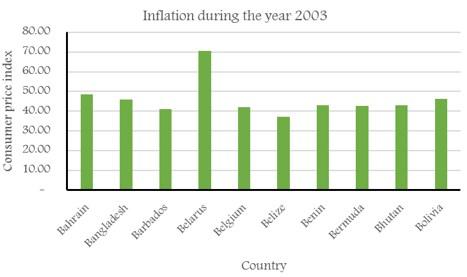 Inflation during the year 2003
Consumer price index
80.00
70.00
60.00
50.00
40.00
30.00
20.00
10.00
-
Bahrain
Bangladesh
Barbados
Belarus
Belgium
Belize
Benin
Bermuda
Bhutan
Bolivia
Country